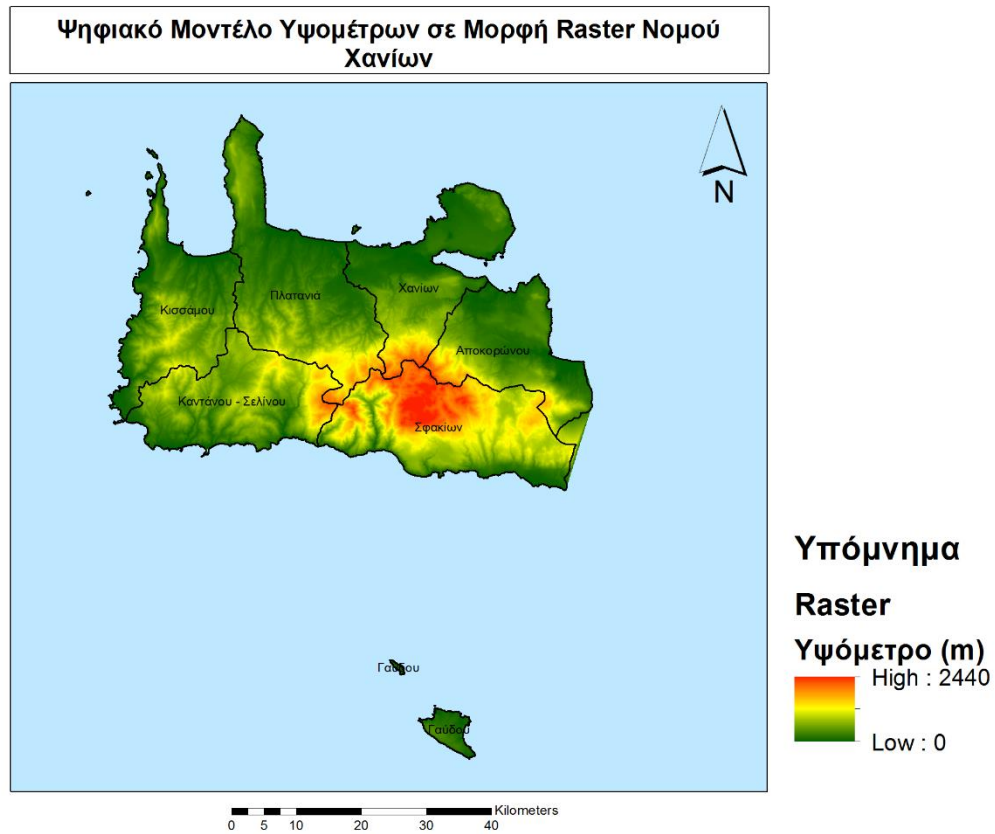 Ψηφιακό Μοντέλο Υψομέτρων σε Μορφή Raster Νομού
Χανίων
N
Κισσάμου
Πλατανιά
Χανίων
Αποκορώνου
Καντάνου - Σελίνου
Σφακίων
Γαύδου
Γαύδου
Υπόμνημα
Raster
Υψόμετρο (m)
High : 2440
Low : 0
Kilometers
0 5 10 20 30 40